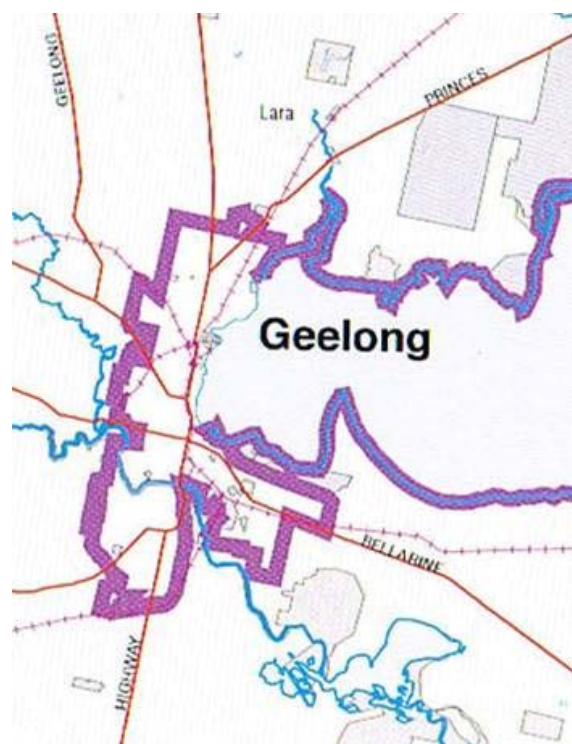 GEELONG
PRINCES
Lara
Geelong
BELLARINE
HIGHWAY